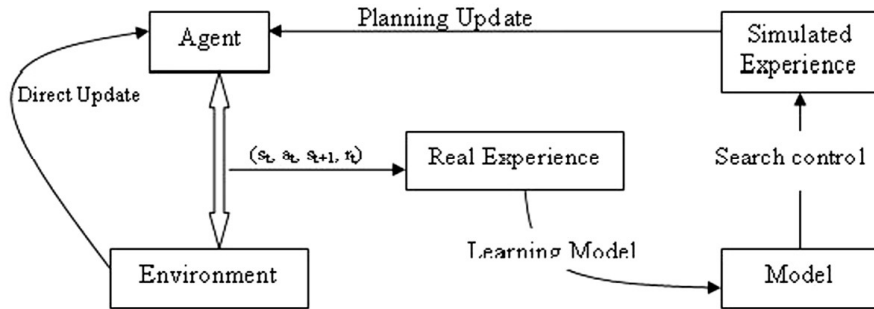 Planning Update
Agent
Simulated
Experience
Direct Update
(st, at, st+1, rt)
Real Experience
Search control
Learning Model
Environment
Model